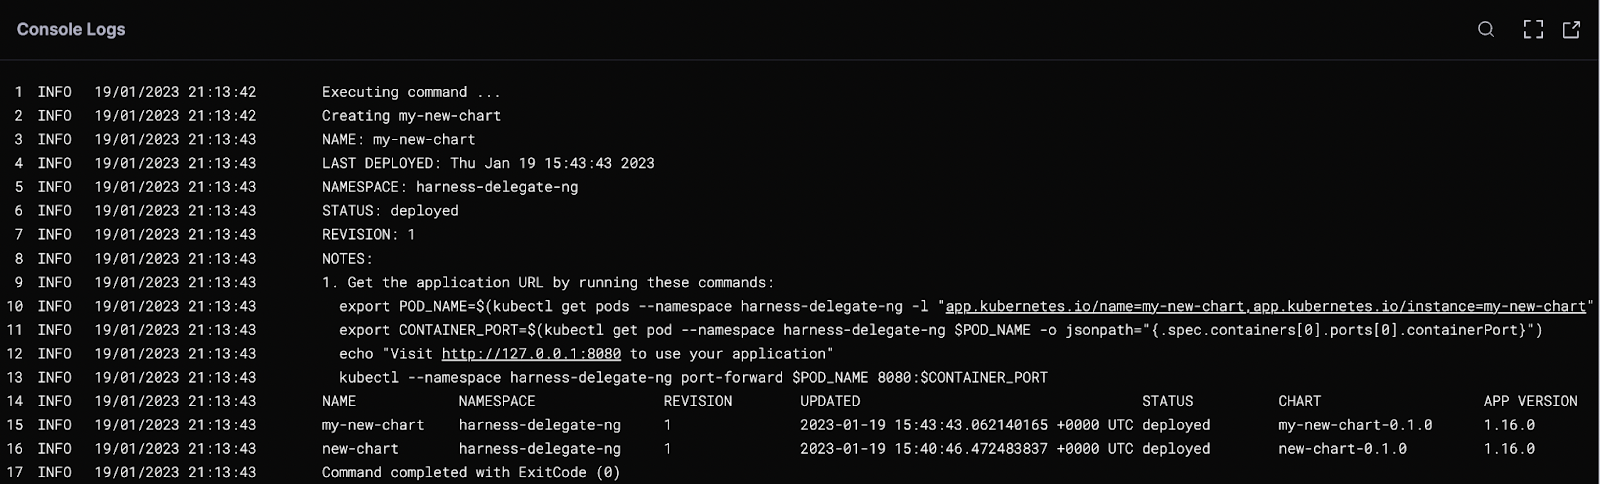 Console Logs
1 INFO 19/01/2023 21:13:42 Executing command ...
2 INFO 19/01/2023 21:13:42 Creating my-new-chart
3 INFO 19/01/2023 21:13:43 NAME: my-new-chart
4 INFO 19/01/2023 21:13:43 LAST DEPLOYED: Thu Jan 19 15:43:43 2023
5 INFO 19/01/2023 21:13:43 NAMESPACE: harness-delegate-ng
6 INFO 19/01/2023 21:13:43 STATUS: deployed
7 INFO 19/01/2023 21:13:43 REVISION: 1
8 INFO 19/01/2023 21:13:43 NOTES:
9 INFO 19/01/2023 21:13:43 1. Get the application URL by running these commands:
10 INFO 19/01/2023 21:13:43 export POD_NAME=$(kubectl get pods --namespace harness-delegate-ng -l "app.kubernetes.io/name=my-new-chart,app.kubernetes.io/instance=my-new-chart"
11 INFO 19/01/2023 21:13:43 export CONTAINER_PORT=$(kubectl get pod --namespace harness-delegate-ng $POD_NAME -o jsonpath="{.spec.containers[0].ports[0].containerPort}")
12 INFO 19/01/2023 21:13:43 echo "Visit http://127.0.0.1:8080 to use your application"
13 INFO 19/01/2023 21:13:43 kubectl --namespace harness-delegate-ng port-forward $POD_NAME 8080:$CONTAINER_PORT
14 INFO 19/01/2023 21:13:43 NAME NAMESPACE REVISION UPDATED STATUS CHART APP VERSION
15 INFO 19/01/2023 21:13:43 my-new-chart harness-delegate-ng 1 2023-01-19 15:43:43.062140165 +0000 UTC deployed my-new-chart-0.1.0 1.16.0
16 INFO 19/01/2023 21:13:43 new-chart harness-delegate-ng 1 2023-01-19 15:40:46.472483837 +0000 UTC deployed new-chart-0.1.0 1.16.0
17 INFO 19/01/2023 21:13:43 Command completed with ExitCode (0)